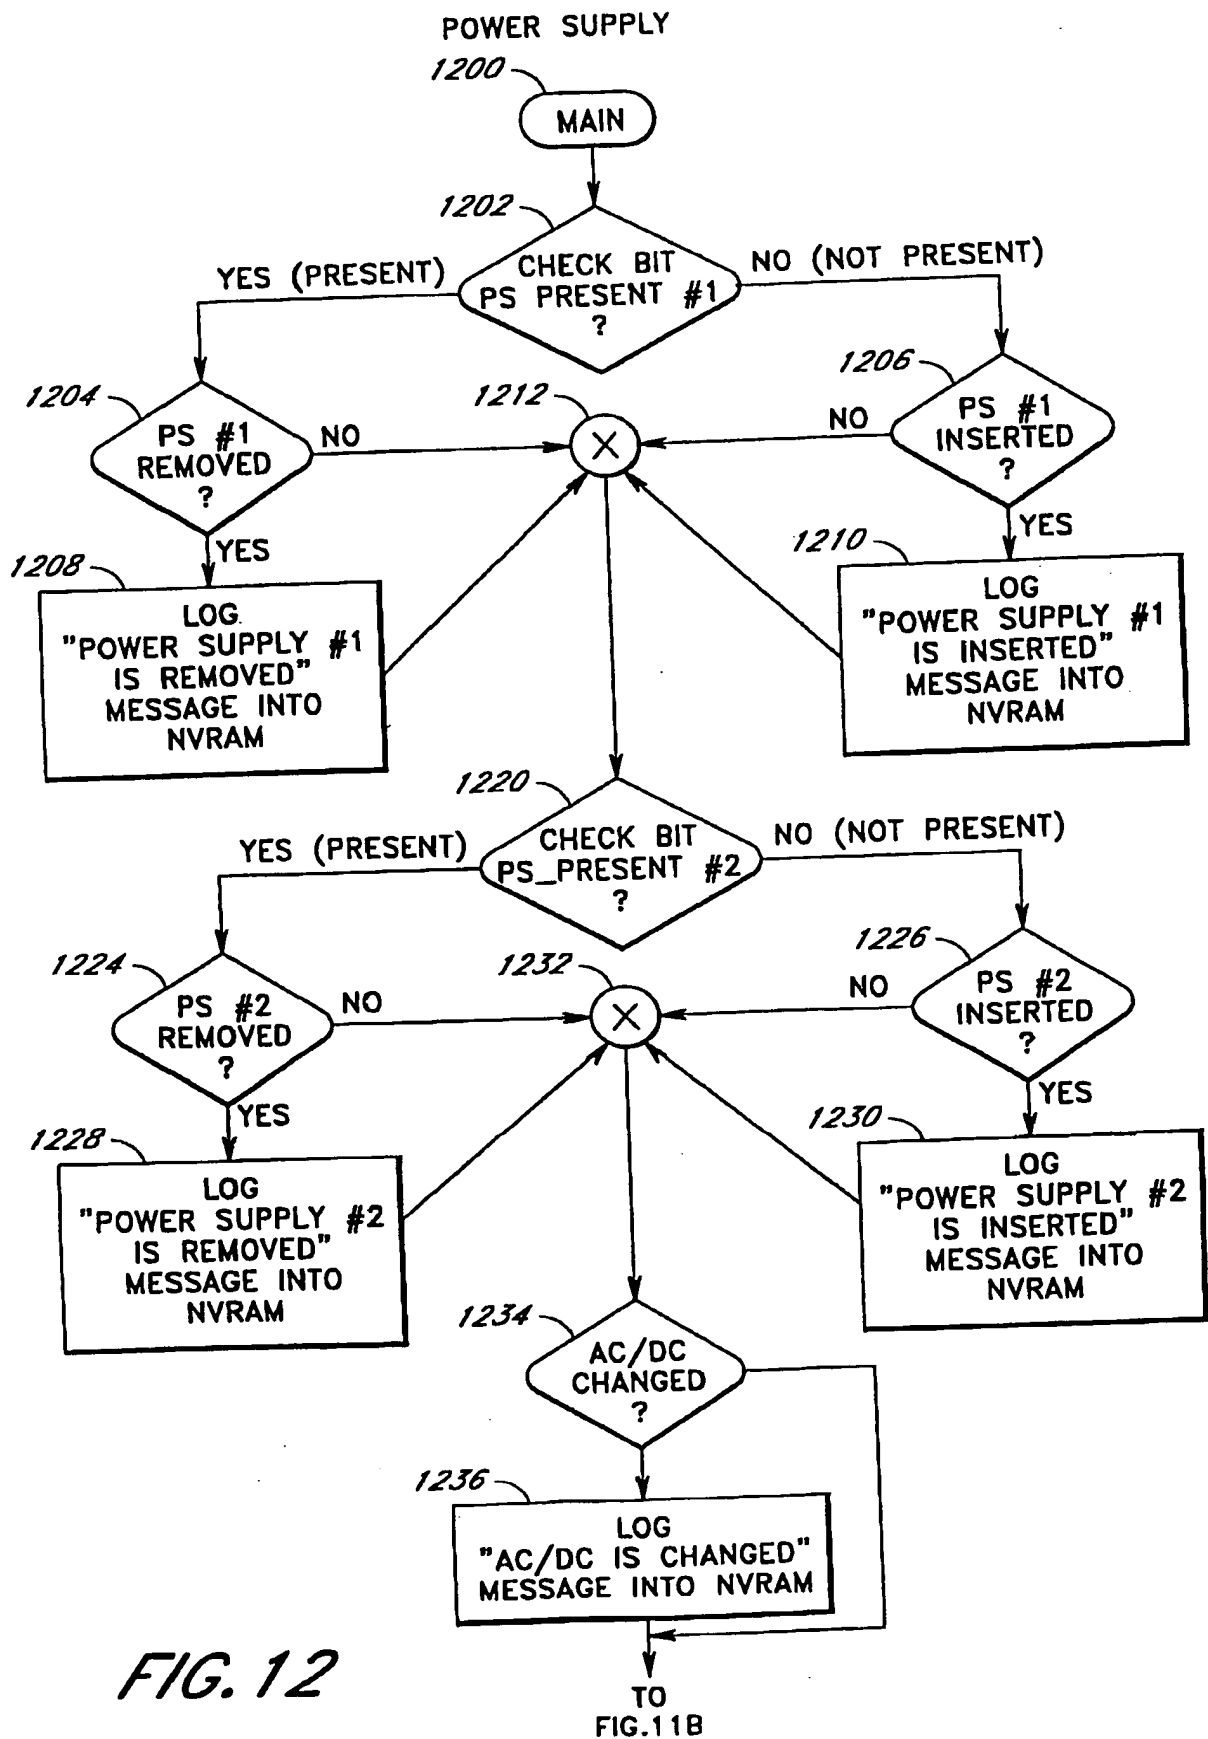 POWER SUPPLY
1200
MAIN
1202
CHECK BIT
PS PRESENT #1
?
YES (PRESENT)
NO (NOT PRESENT)
1204
PS #1
REMOVED
?
NO
YES
1212
X
1206
PS #1
INSERTED
?
NO
YES
1208
LOG
"POWER SUPPLY #1
IS REMOVED"
MESSAGE INTO
NVRAM
1210
LOG
"POWER SUPPLY #1
IS INSERTED"
MESSAGE INTO
NVRAM
1220
CHECK BIT
PS_PRESENT #2
?
YES (PRESENT)
NO (NOT PRESENT)
1224
PS #2
REMOVED
?
NO
YES
1232
X
1226
PS #2
INSERTED
?
NO
YES
1228
LOG
"POWER SUPPLY #2
IS REMOVED"
MESSAGE INTO
NVRAM
1230
LOG
"POWER SUPPLY #2
IS INSERTED"
MESSAGE INTO
NVRAM
1234
AC/DC
CHANGED
?
1236
LOG
"AC/DC IS CHANGED"
MESSAGE INTO NVRAM
FIG. 12
TO
FIG.11B